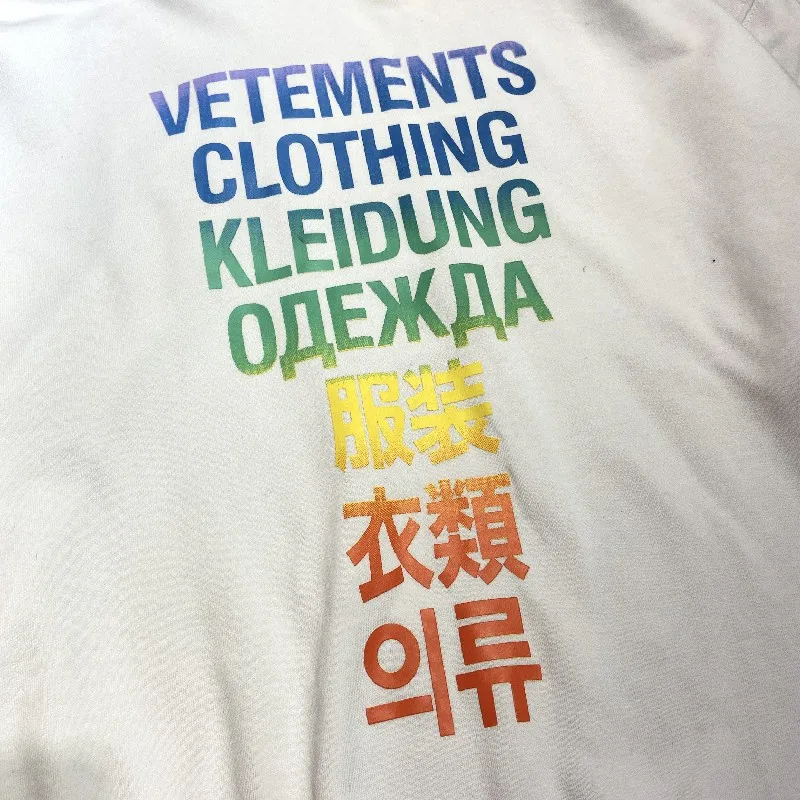 VETEMENTS
CLOTHING
KLEIDUNG
ОДЕЖДА
服装
衣類
의류